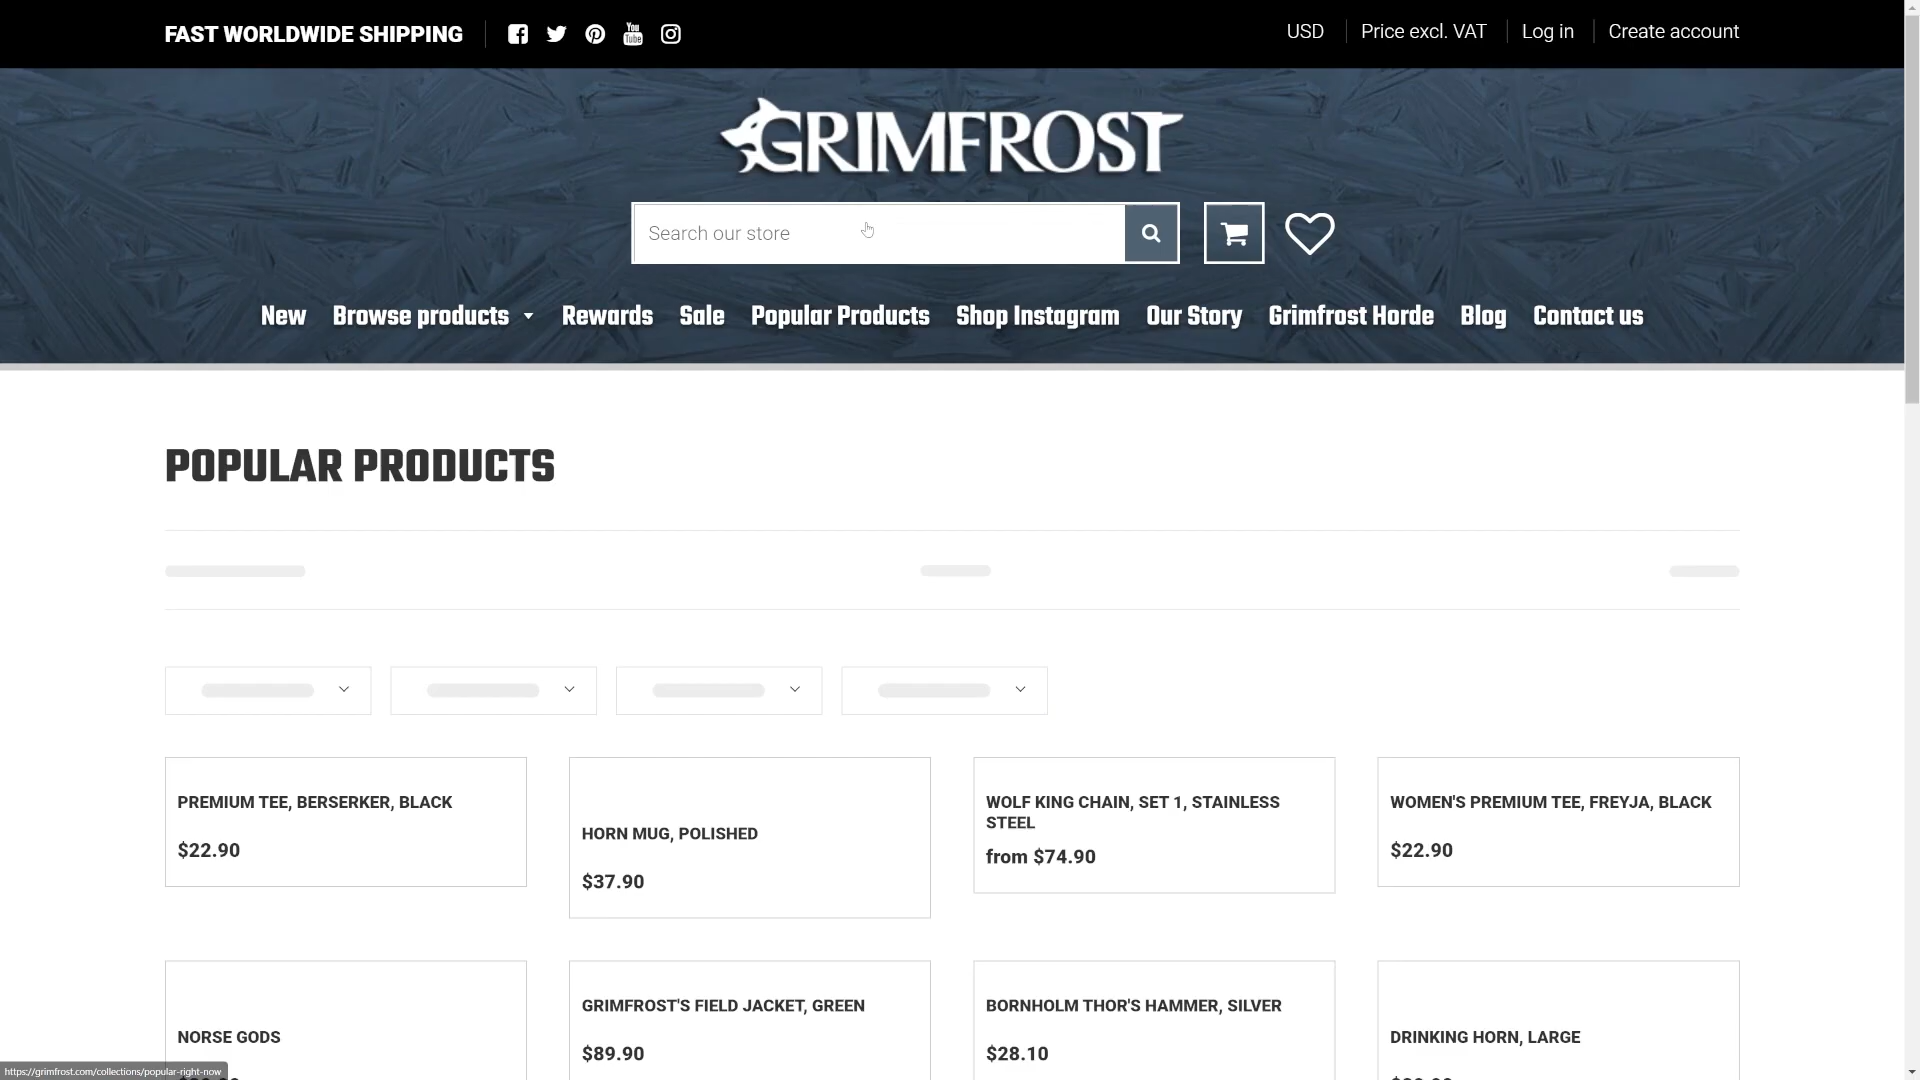 FAST WORLDWIDE SHIPPING
You
Tube
USD
Price excl. VAT
Log in
Create account
GRIMFROST
Search our store
New
Browse products
Rewards
Sale
Popular Products
Shop Instagram
Our Story
Grimfrost Horde
Blog
Contact us
POPULAR PRODUCTS
PREMIUM TEE, BERSERKER, BLACK
$22.90
HORN MUG, POLISHED
$37.90
WOLF KING CHAIN, SET 1, STAINLESS
STEEL
from $74.90
WOMEN'S PREMIUM TEE, FREYJA, BLACK
$22.90
NORSE GODS
GRIMFROST'S FIELD JACKET, GREEN
$89.90
BORNHOLM THOR'S HAMMER, SILVER
$28.10
DRINKING HORN, LARGE
https://grimfrost.com/collections/popular-right-now